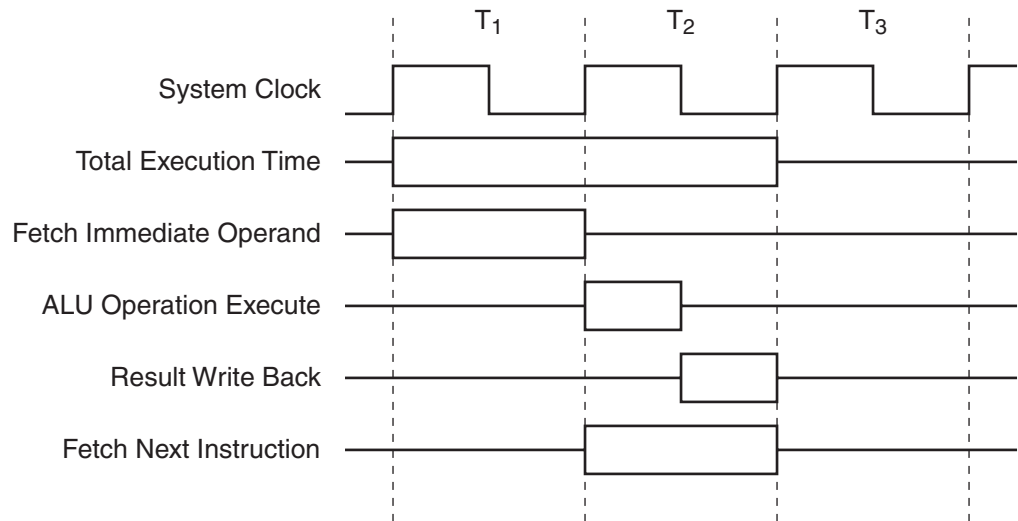 T1 T2 T3
System Clock
Total Execution Time
Fetch Immediate Operand
ALU Operation Execute
Result Write Back
Fetch Next Instruction